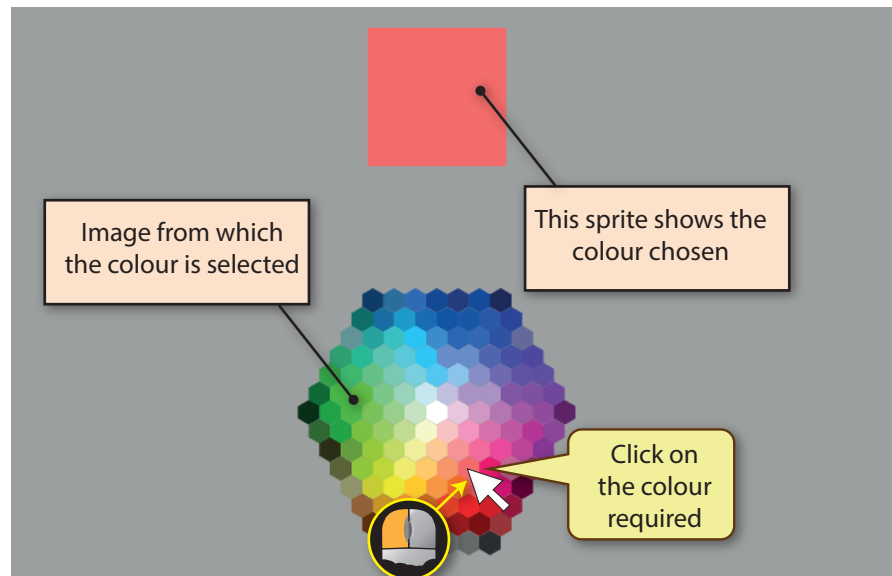 Image from which
the colour is selected
This sprite shows the
colour chosen
Click on
the colour
required